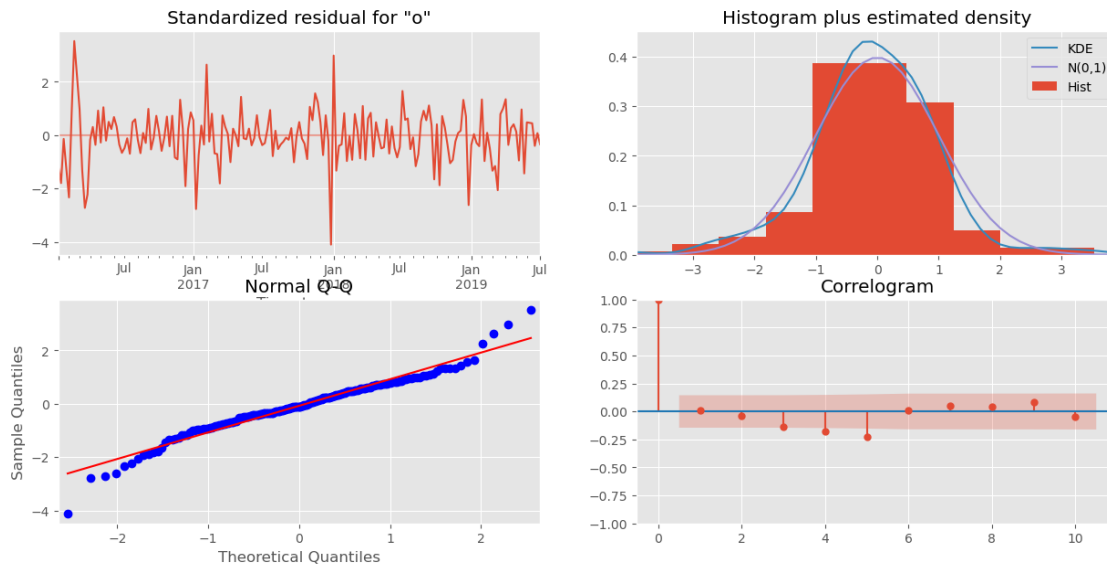 Standardized residual for "o"
2
0
−2
−4
Jul
Jan
2017
Jul
Jan
2018
Jul
Jan
2019
Jul
Histogram plus estimated density
0.4
0.3
0.2
0.1
0.0
−3
−2
−1
0
1
2
3
KDE
N(0,1)
Hist
Normal Q-Q
Sample Quantiles
2
0
−2
−4
−2
−1
0
1
2
Theoretical Quantiles
Correlogram
1.00
0.75
0.50
0.25
0.00
−0.25
−0.50
−0.75
−1.00
0
2
4
6
8
10